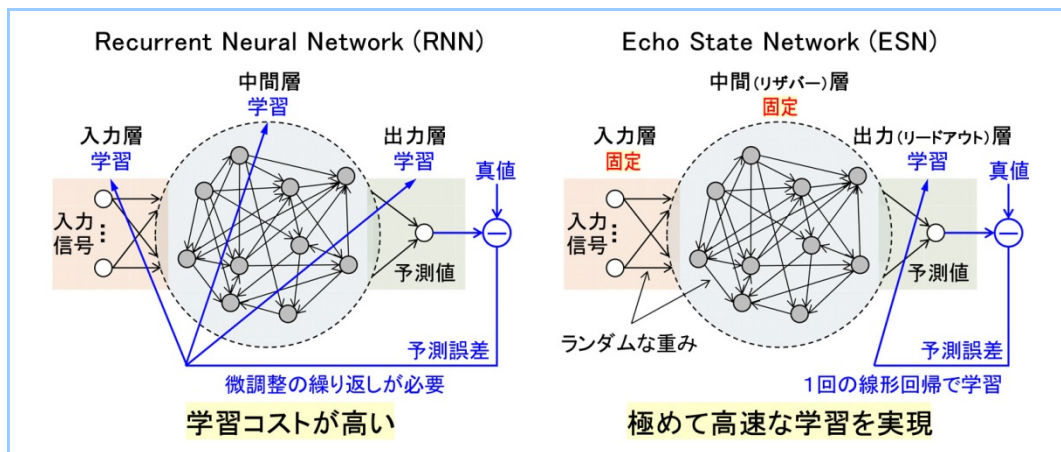 Recurrent Neural Network (RNN)
中間層
学習
入力層
学習
出力層
学習
真値
入力
信号
予測値
予測誤差
微調整の繰り返しが必要
学習コストが高い
Echo State Network (ESN)
中間(リザバー)層
固定
入力層
固定
出力(リードアウト)層
学習
真値
入力
信号
予測値
ランダムな重み
予測誤差
1回の線形回帰で学習
極めて高速な学習を実現